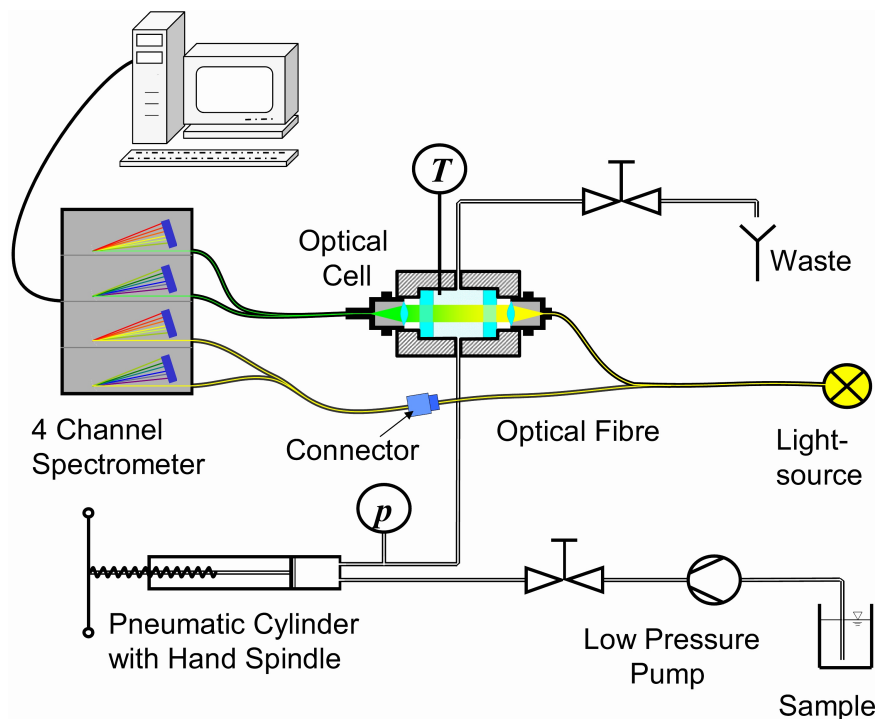 T
Optical
Cell
Waste
4 Channel
Spectrometer
Connector
Optical Fibre
Light-
source
p
Pneumatic Cylinder
with Hand Spindle
Low Pressure
Pump
Sample